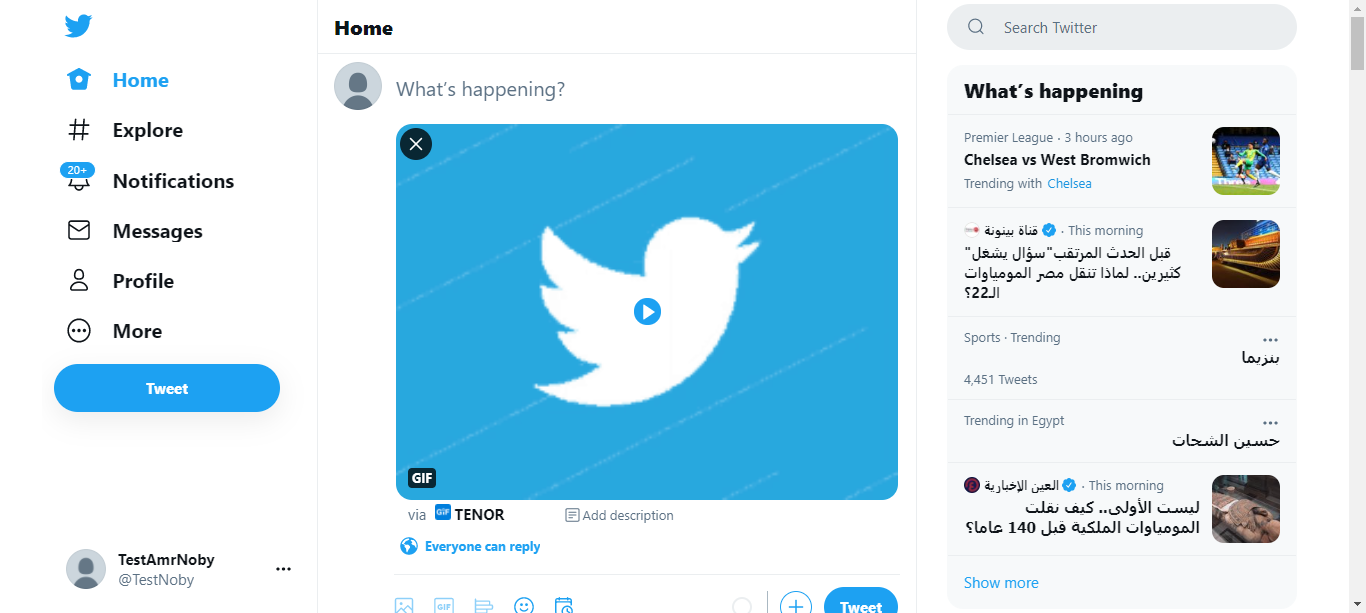 Home
Explore
20+
Notifications
Messages
Profile
More
Tweet
TestAmrNoby
@TestNoby
Home
What's happening?
GIF
via GIF TENOR
Add description
Everyone can reply
GIF
Tweet
Search Twitter
What's happening
Premier League · 3 hours ago
Chelsea vs West Bromwich
Trending with Chelsea
قناة بينونة · This morning
قبل الحدث المرتقب"سؤال يشغل"
كثيرين.. لماذا تنقل مصر المومياوات
الـ22؟
Sports · Trending
بنزيما
4,451 Tweets
Trending in Egypt
حسين الشحات
العين الإخبارية · This morning
ليست الأولى.. كيف نقلت
المومياوات الملكية قبل 140 عاما؟
Show more